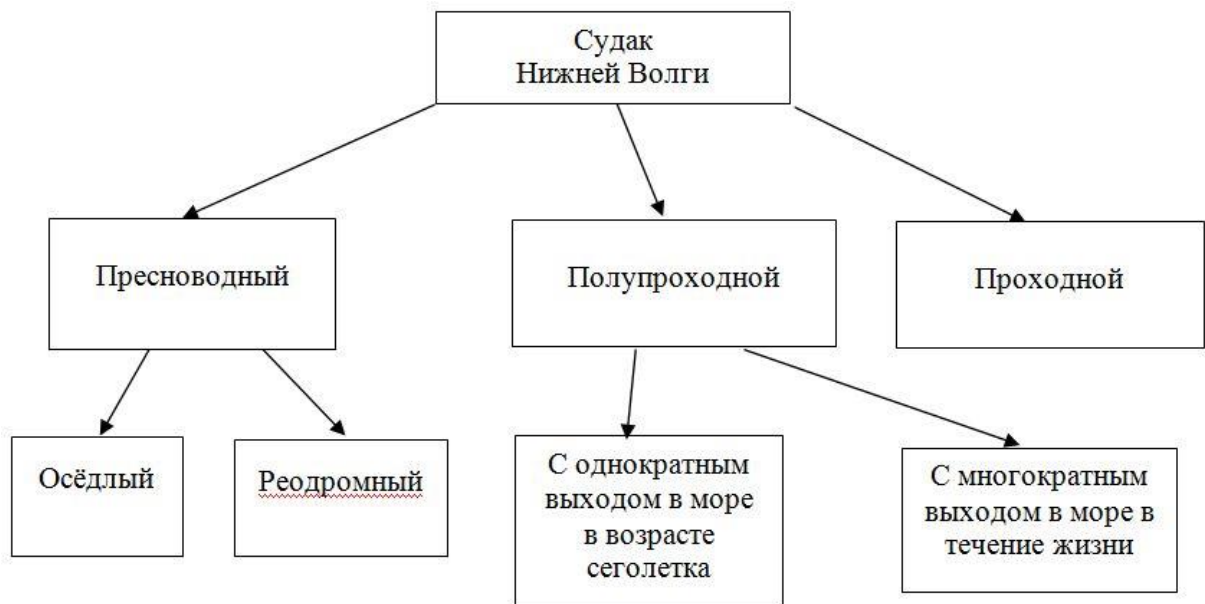 Судак
Нижней Волги
Пресноводный
Полупроходной
Проходной
Осёдлый
Реодромный
С однократным
выходом в море
в возрасте
сеголетка
С многократным
выходом в море в
течение жизни